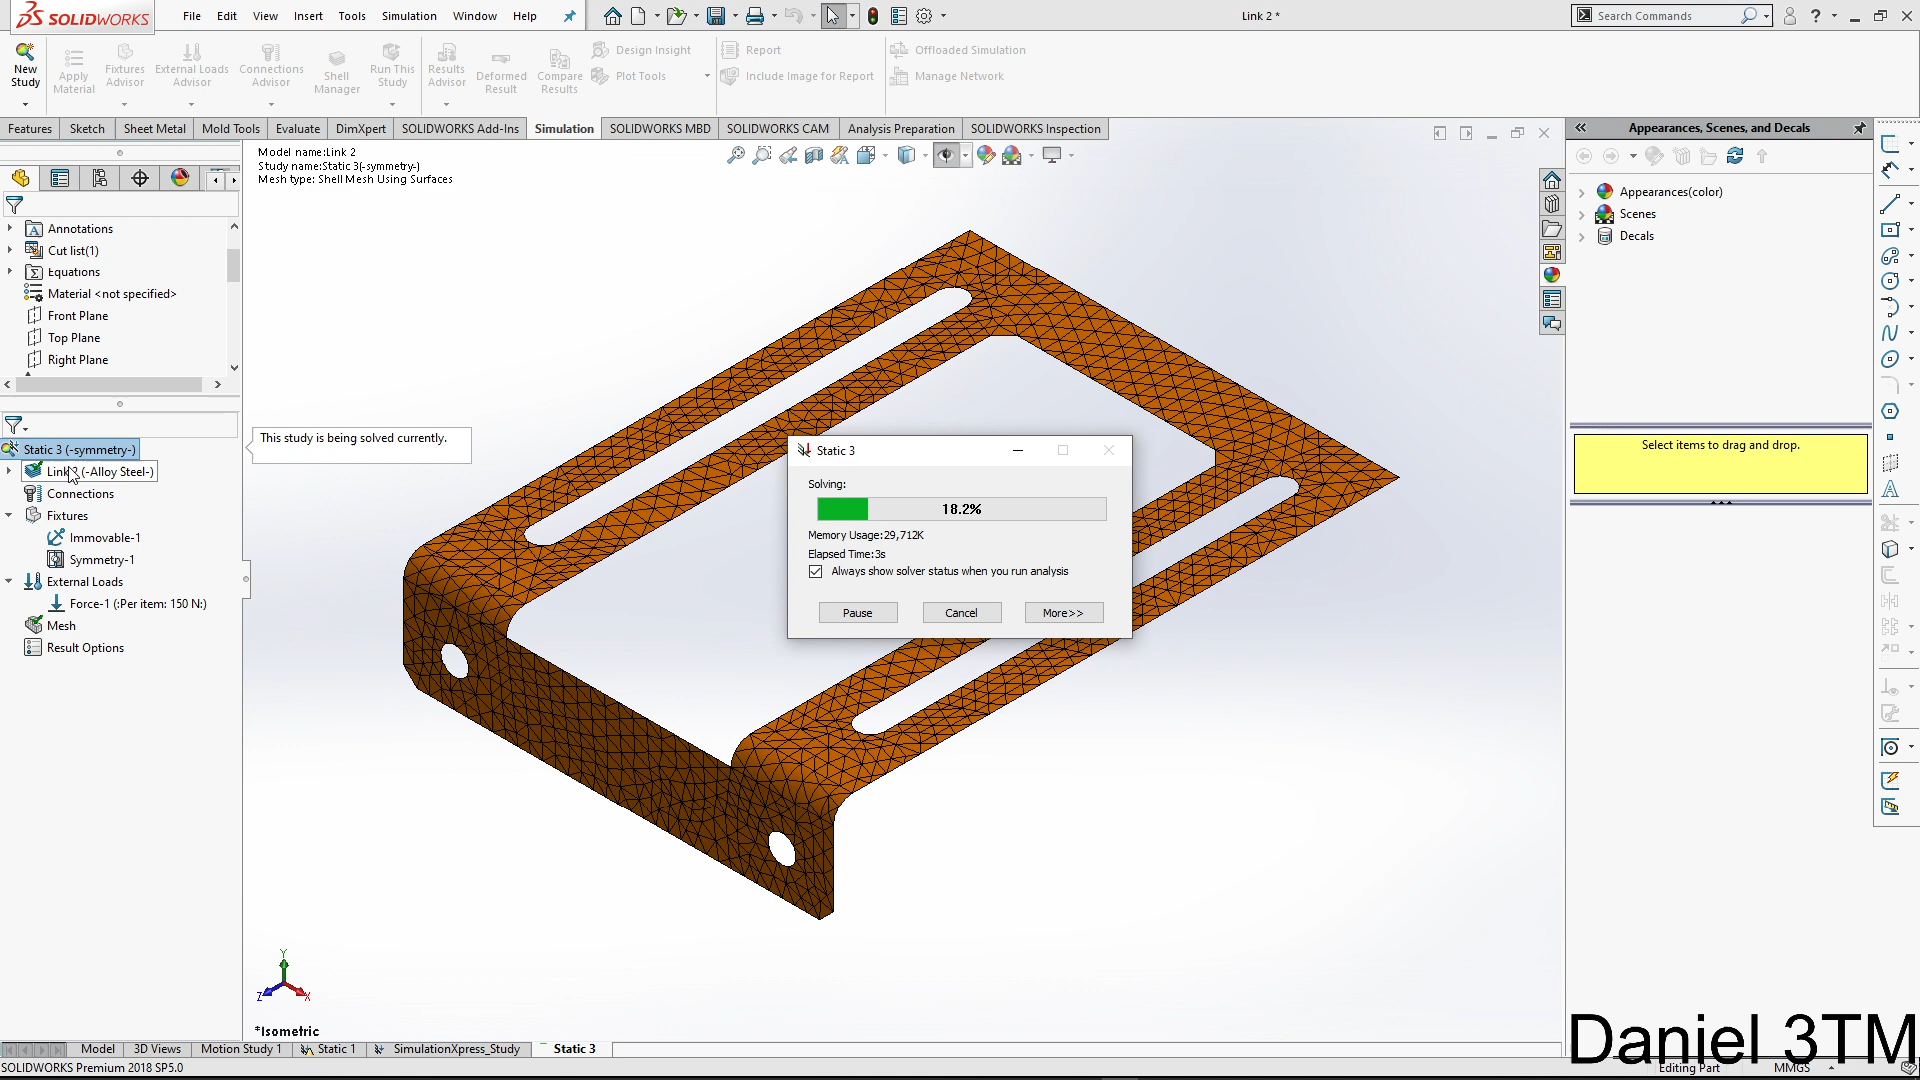 SOLIDWORKS
File Edit View Insert Tools Simulation Window Help
Link 2 *
Search Commands
New Study
Apply Material
Fixtures Advisor
External Loads Advisor
Connections Advisor
Shell Manager
Run This Study
Results Advisor
Deformed Result
Compare Results
Design Insight
Plot Tools
Report
Include Image for Report
Offloaded Simulation
Manage Network
Features Sketch Sheet Metal Mold Tools Evaluate DimXpert SOLIDWORKS Add-Ins Simulation SOLIDWORKS MBD SOLIDWORKS CAM Analysis Preparation SOLIDWORKS Inspection
Model name:Link 2
Study name:Static 3(-symmetry-)
Mesh type: Shell Mesh Using Surfaces
Annotations
Cut list(1)
Equations
Material <not specified>
Front Plane
Top Plane
Right Plane
Static 3 (-symmetry-)
(-Alloy Steel-)
Connections
Fixtures
Immovable-1
Symmetry-1
External Loads
Force-1 (:Per item: 150 N:)
Mesh
Result Options
This study is being solved currently.
Static 3
Solving:
18.2%
Memory Usage:29,712K
Elapsed Time:3s
Always show solver status when you run analysis
Pause Cancel More>>
Appearances, Scenes, and Decals
Appearances(color)
Scenes
Decals
Select items to drag and drop.
Y
Z
X
*Isometric
Model 3D Views Motion Study 1 Static 1 SimulationXpress_Study Static 3
SOLIDWORKS Premium 2018 SP5.0
Editing Part MMGS
Daniel 3TM